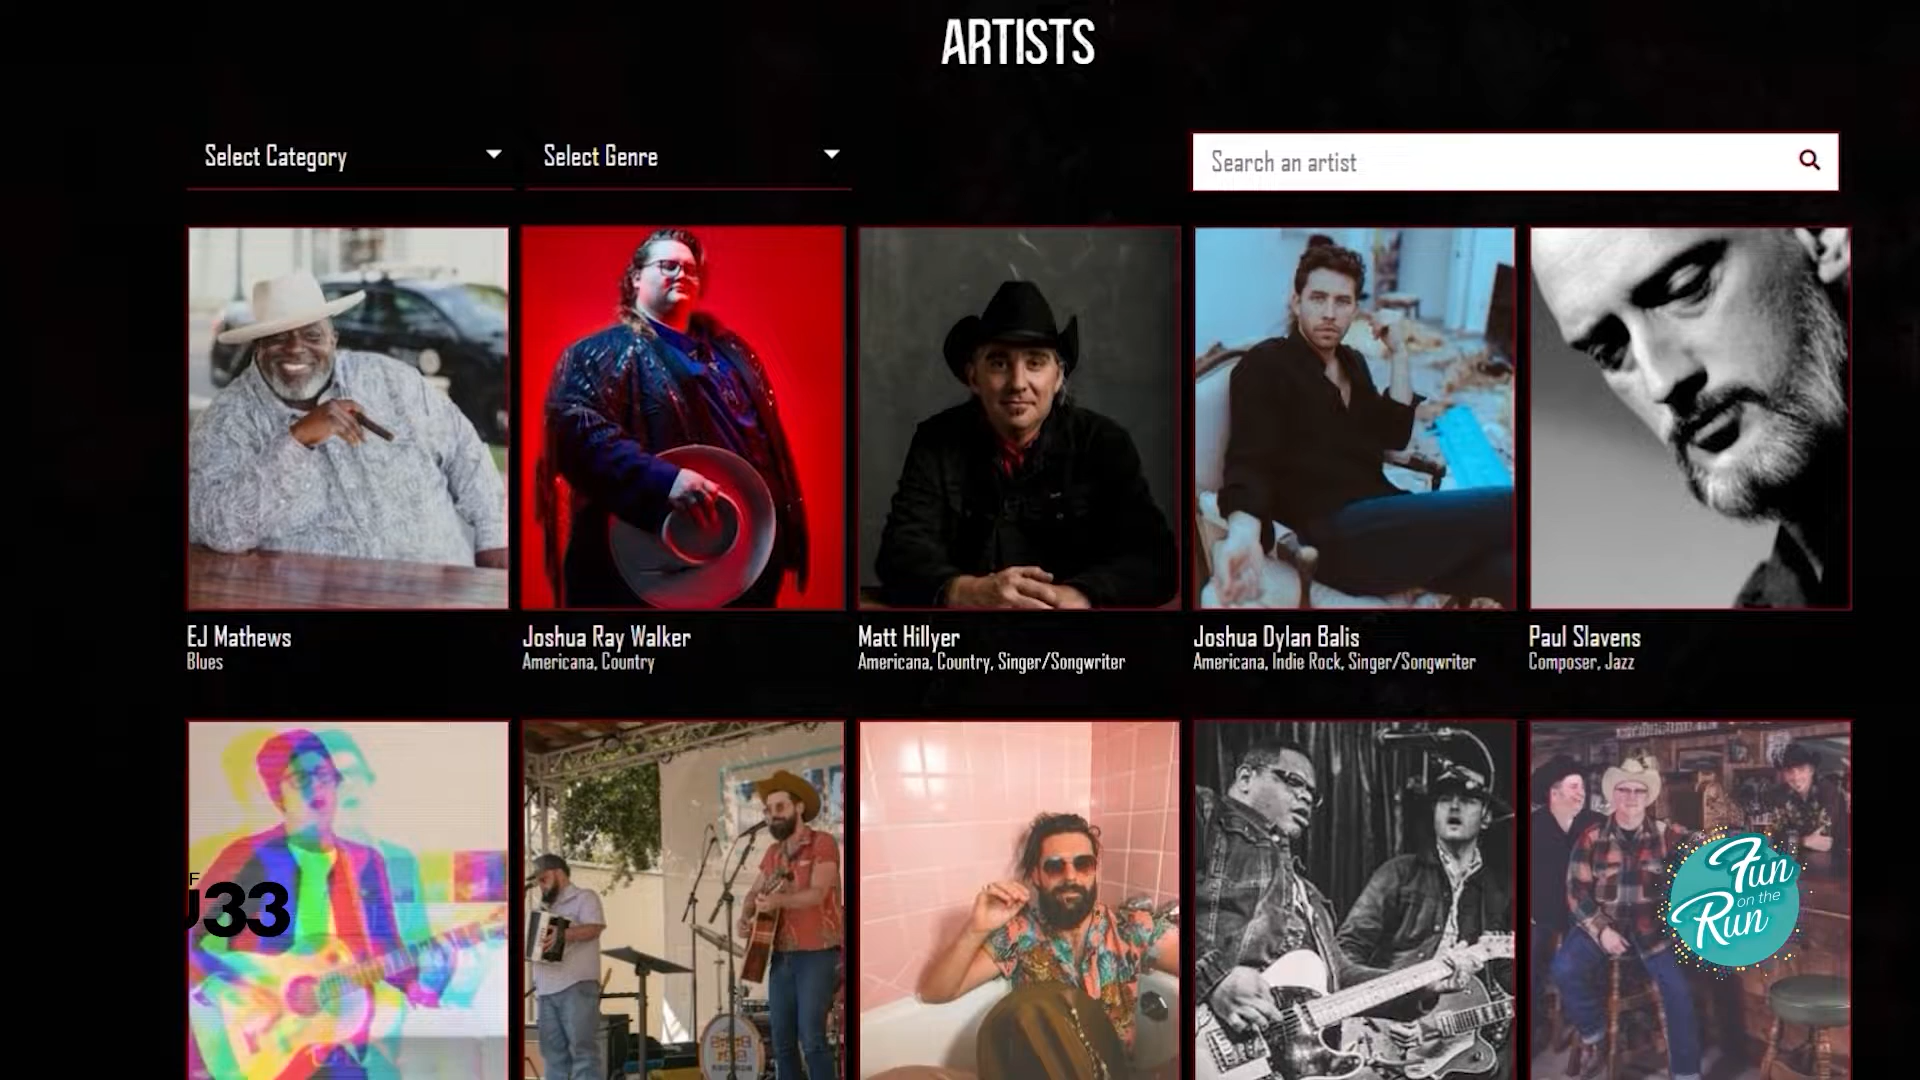 ARTISTS
Select Category
Select Genre
Search an artist
EJ Mathews
Blues
Joshua Ray Walker
Americana, Country
Matt Hillyer
Americana, Country, Singer/Songwriter
Joshua Dylan Balis
Americana, Indie Rock, Singer/Songwriter
Paul Slavens
Composer, Jazz
F
33
Fun
on the
Run